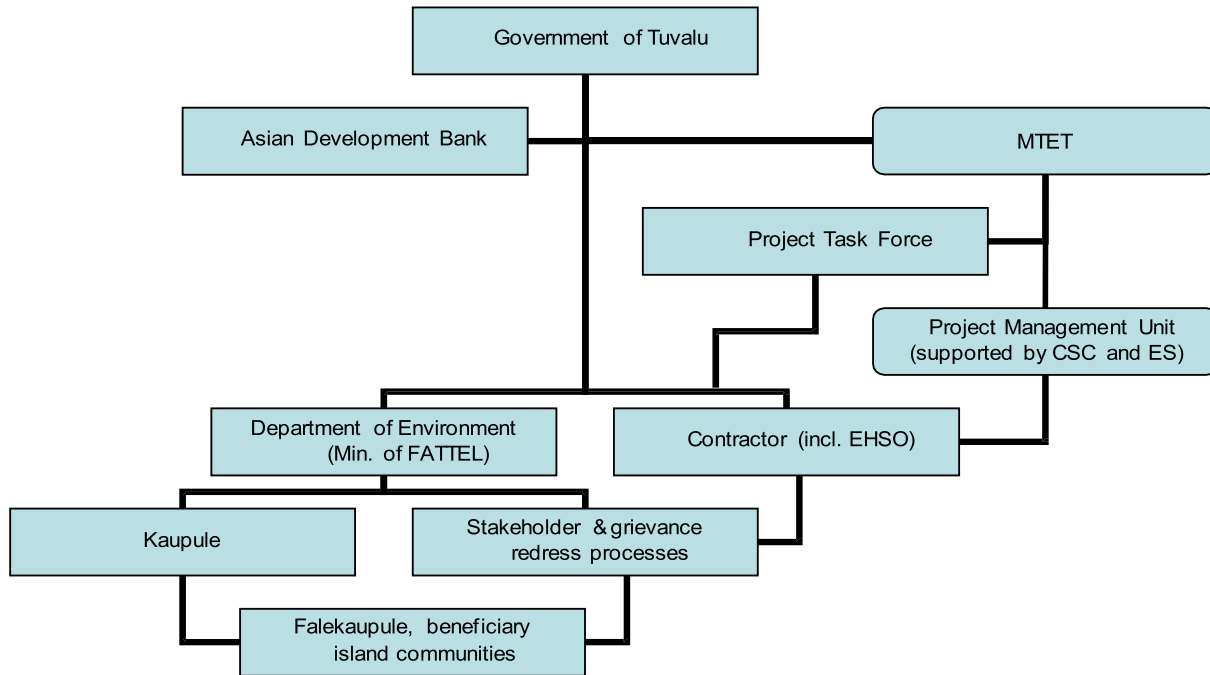 Government of Tuvalu
Asian Development Bank
MTET
Project Task Force
Project Management Unit
(supported by CSC and ES)
Department of Environment
(Min. of FATTEL)
Contractor (incl. EHSO)
Kaupule
Stakeholder & grievance
redress processes
Falekaupule, beneficiary
island communities